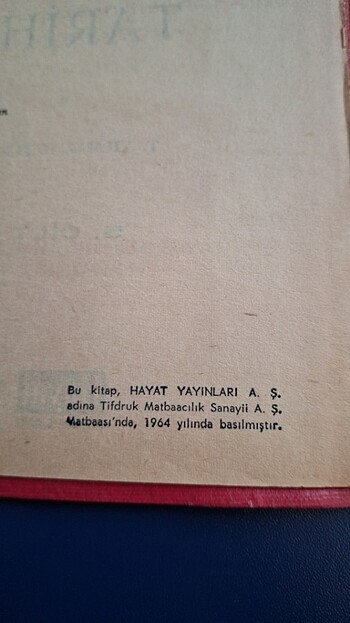 Bu kitap, HAYAT YAYINLARI A. Ş.
adına Tifdruk Matbaacılık Sanayii A. Ş.
Matbaası'nda, 1964 yılında basılmıştır.